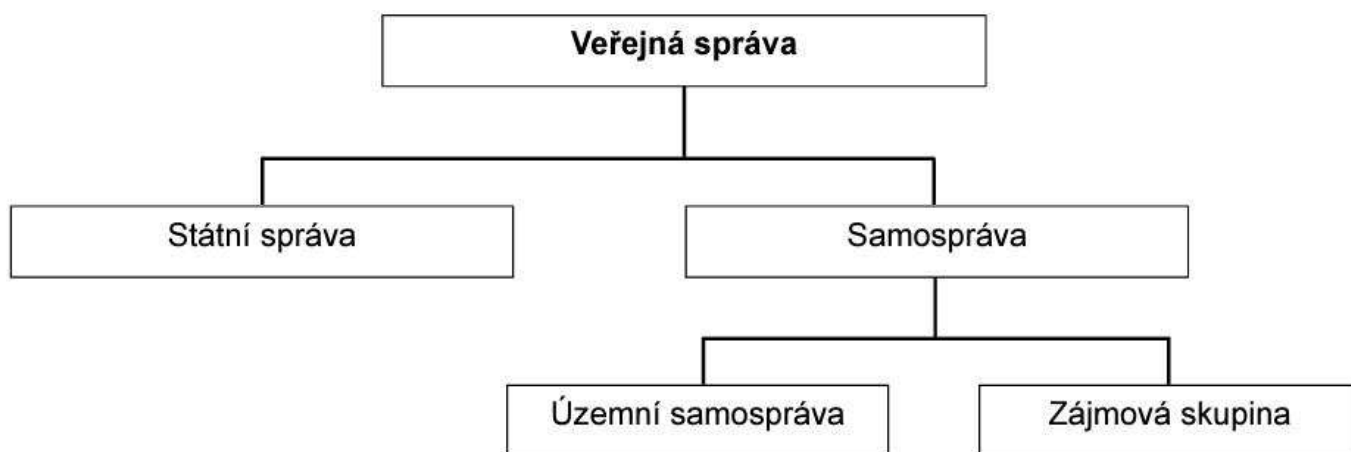 Veřejná správa
Státní správa
Samospráva
Územní samospráva
Zájmová skupina